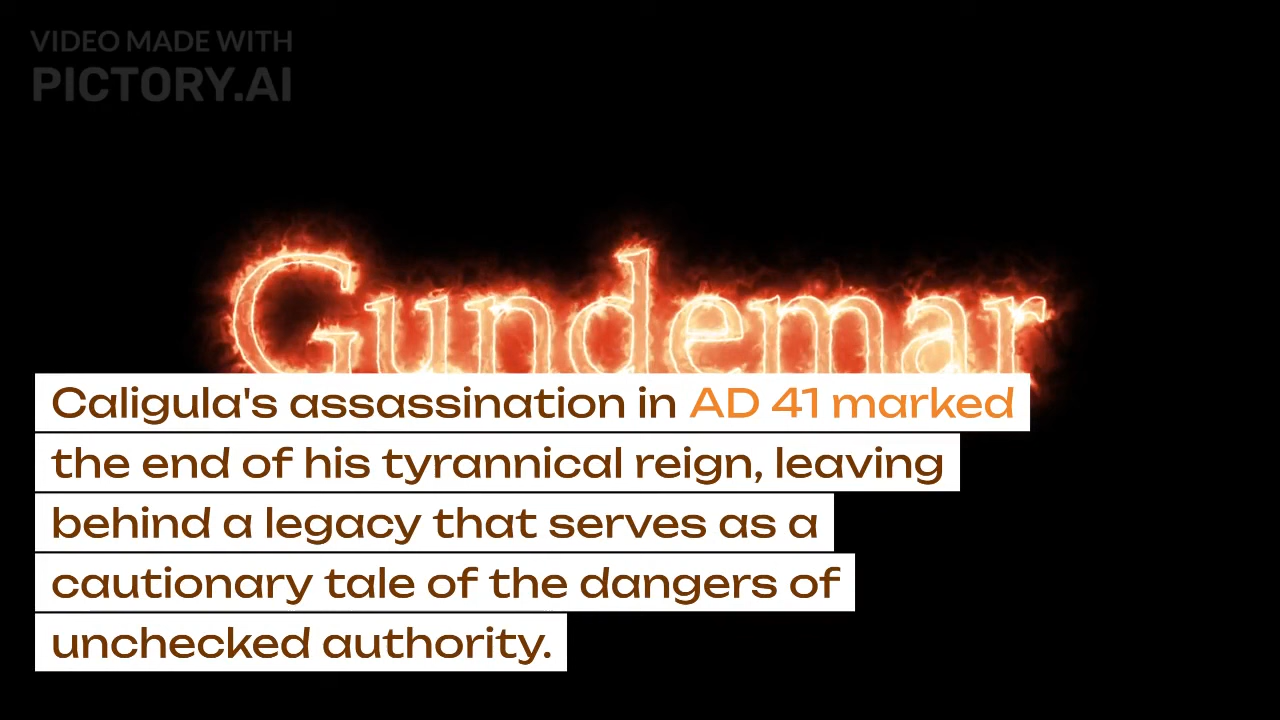 VIDEO MADE WITH
PICTORY.AI
Gundemar
Caligula's assassination in AD 41 marked
the end of his tyrannical reign, leaving
behind a legacy that serves as a
cautionary tale of the dangers of
unchecked authority.